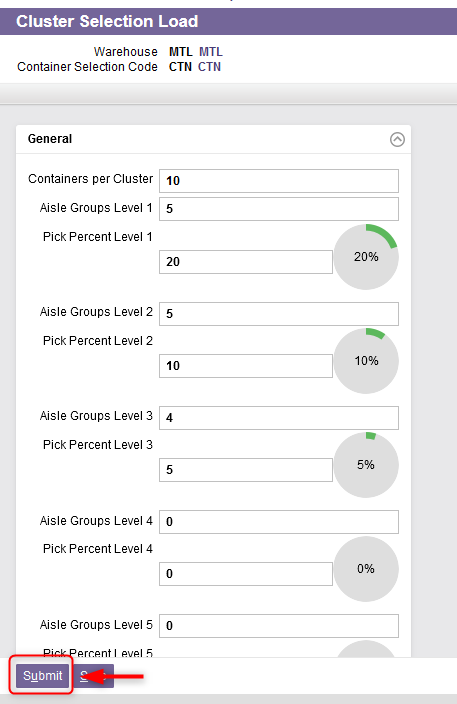 Cluster Selection Load
Warehouse MTL MTL
Container Selection Code CTN CTN
General
Containers per Cluster 10
Aisle Groups Level 1 5
Pick Percent Level 1
20 20%
Aisle Groups Level 2 5
Pick Percent Level 2
10 10%
Aisle Groups Level 3 4
Pick Percent Level 3
5 5%
Aisle Groups Level 4 0
Pick Percent Level 4
0 0%
Aisle Groups Level 5 0
Pick Percent Level 5
Submit